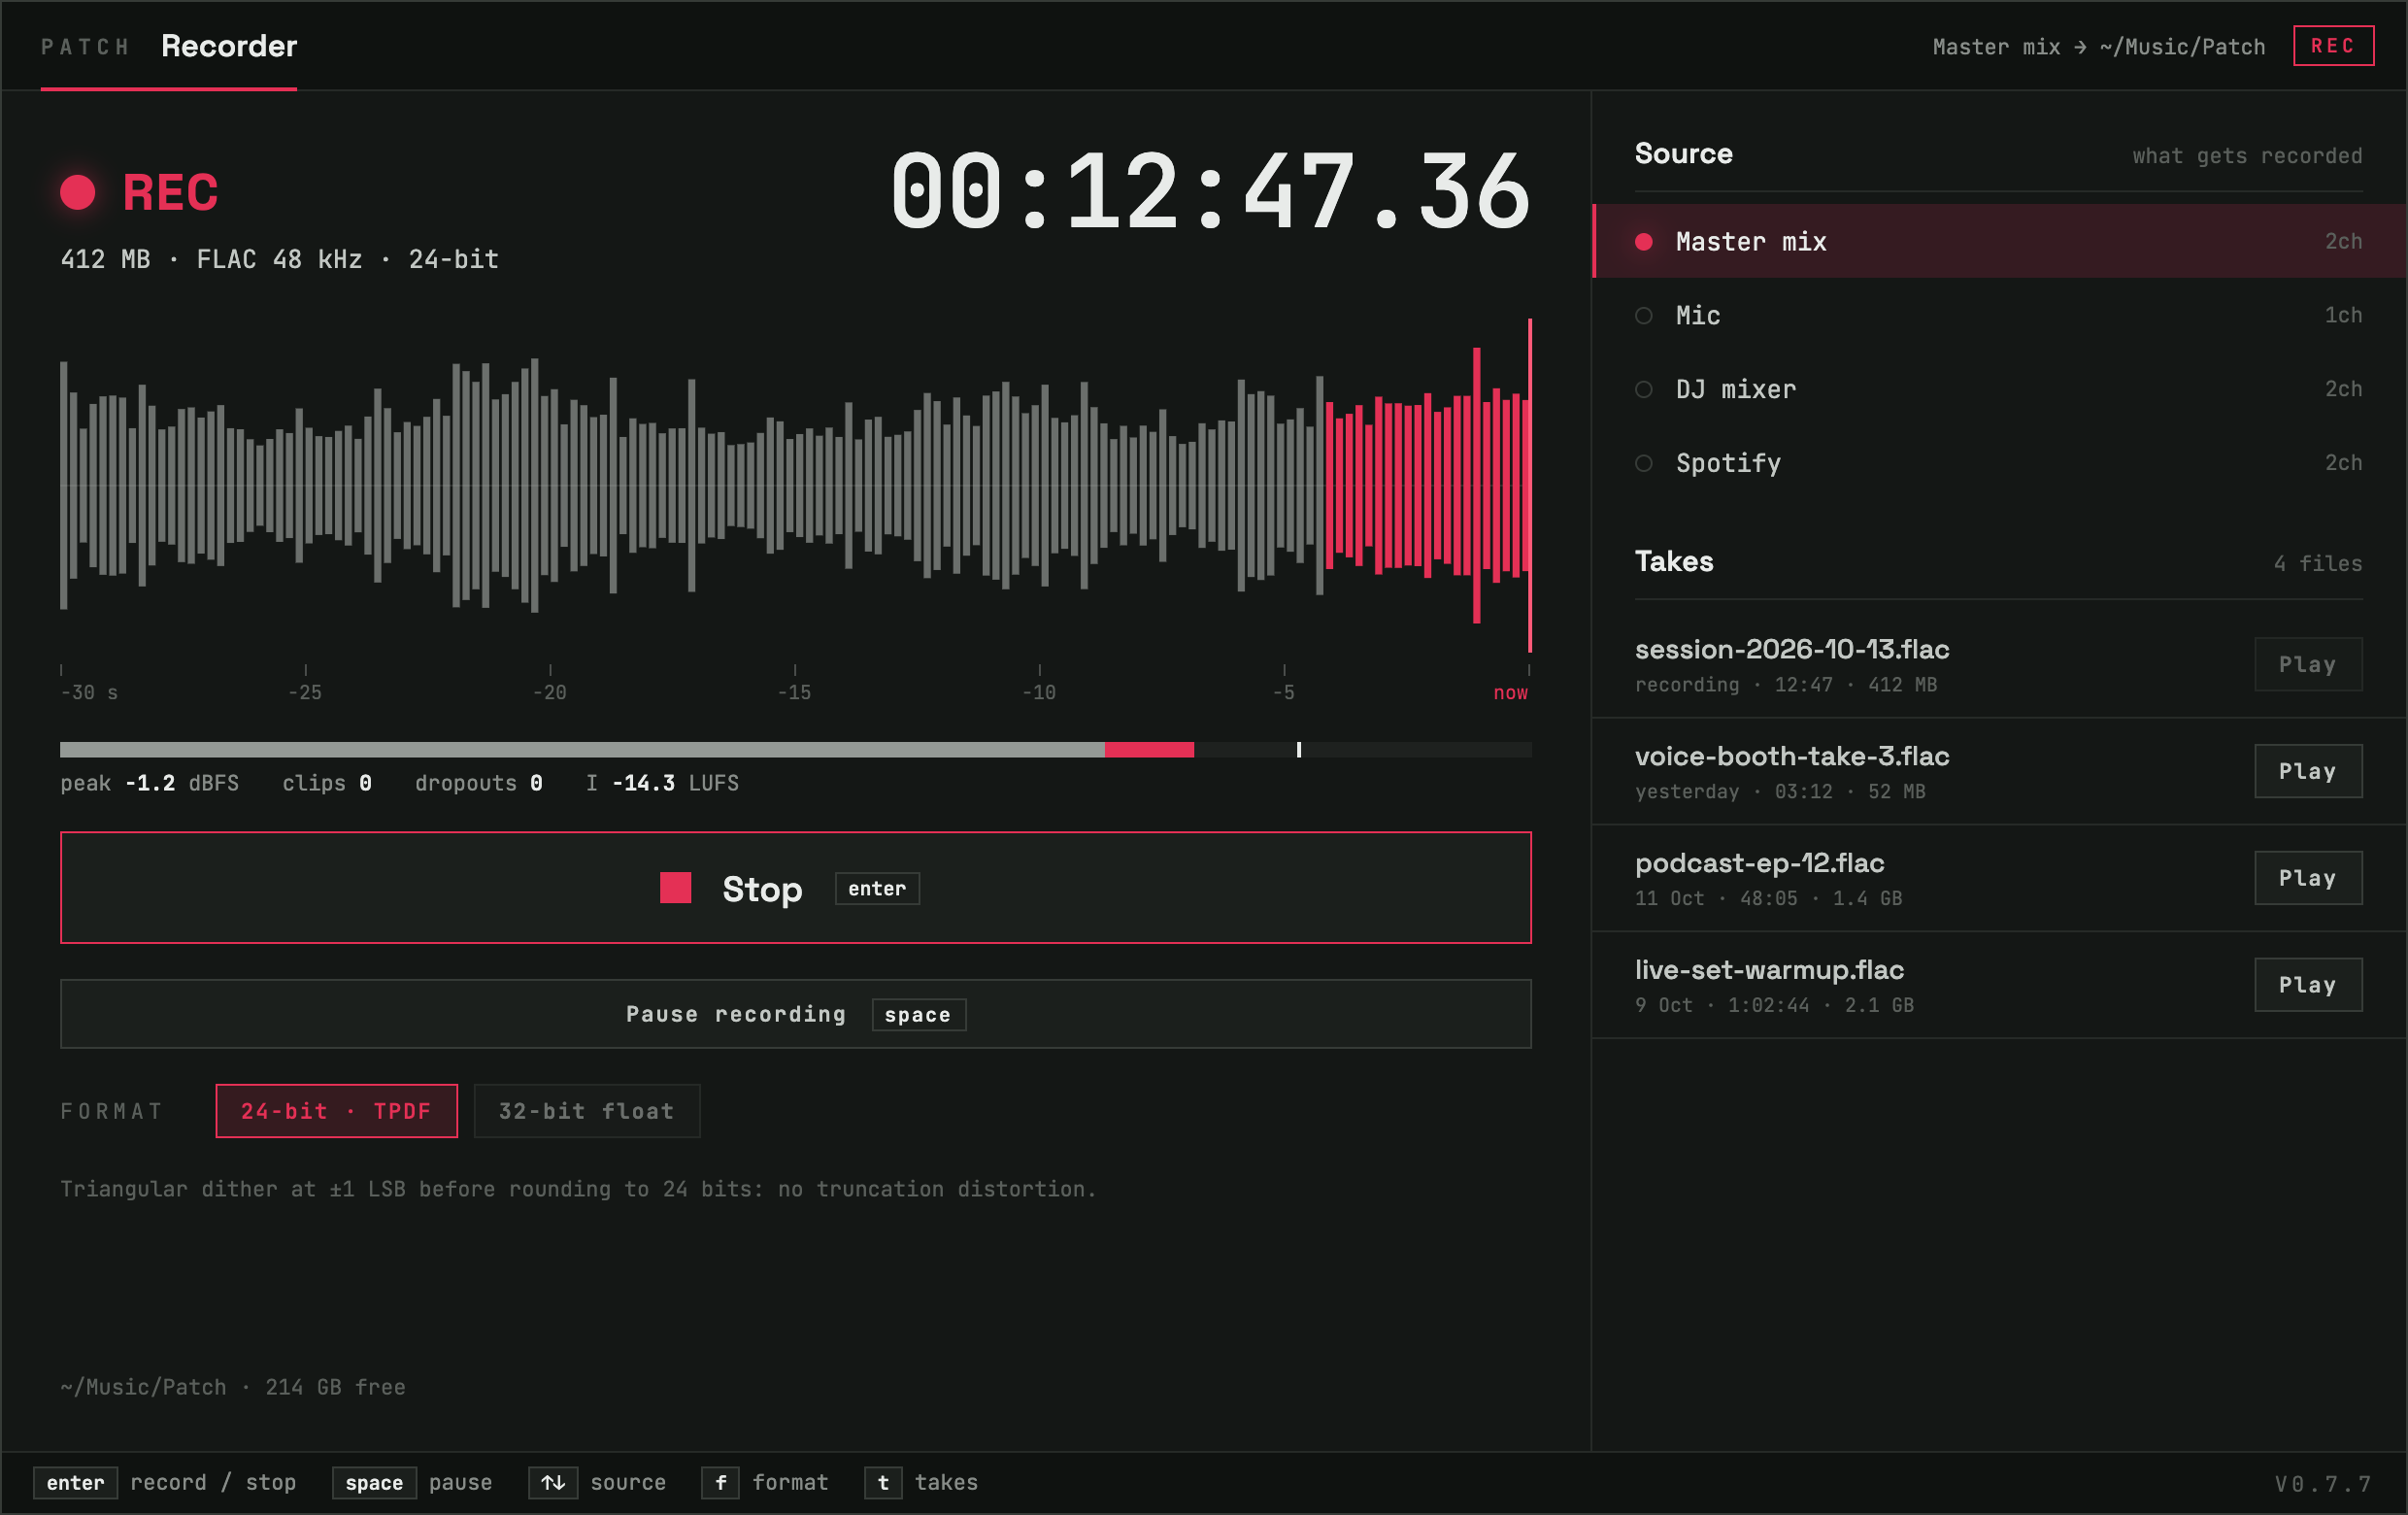 PATCH Recorder
Master mix → ~/Music/Patch REC
REC
00:12:47.36
412 MB · FLAC 48 kHz · 24-bit
-30 s -25 -20 -15 -10 -5 now
peak -1.2 dBFS clips 0 dropouts 0 I -14.3 LUFS
Stop enter
Pause recording space
FORMAT 24-bit · TPDF 32-bit float
Triangular dither at ±1 LSB before rounding to 24 bits: no truncation distortion.
~/Music/Patch · 214 GB free
Source what gets recorded
Master mix 2ch
Mic 1ch
DJ mixer 2ch
Spotify 2ch
Takes 4 files
session-2026-10-13.flac Play
recording · 12:47 · 412 MB
voice-booth-take-3.flac Play
yesterday · 03:12 · 52 MB
podcast-ep-12.flac Play
11 Oct · 48:05 · 1.4 GB
live-set-warmup.flac Play
9 Oct · 1:02:44 · 2.1 GB
enter record / stop space pause ↑↓ source f format t takes V0.7.7